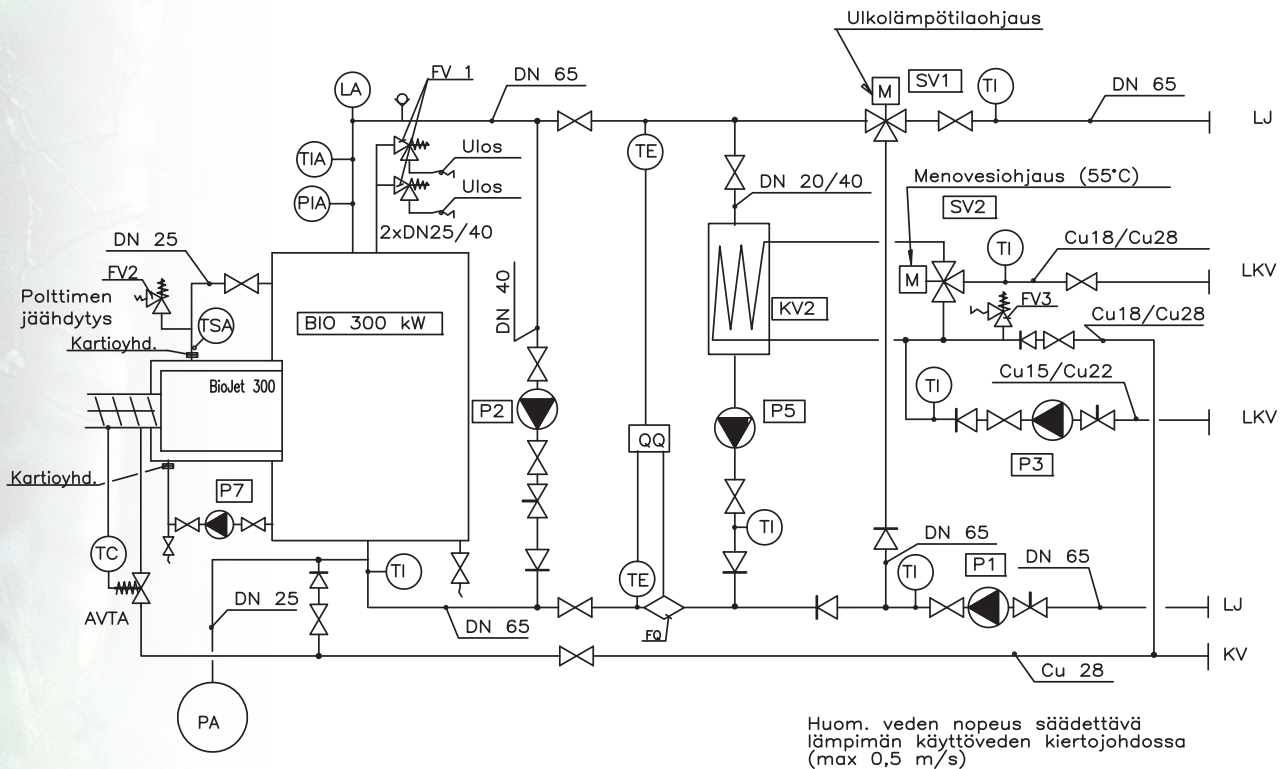 Ulkolämpötilaohjaus
FV 1
DN 65
M
SV1
TI
DN 65
LA
LJ
TIA
Ulos
TE
PIA
Ulos
DN 20/40
Menovesiohjaus (55°C)
SV2
2xDN25/40
DN 25
TI
Cu18/Cu28
FV2
M
LKV
Polttimen
jäähdytys
TSA
DN 40
KV2
FV3
BIO 300 kW
Cu18/Cu28
Kartioyhd.
BioJet 300
TI
Cu15/Cu22
P2
P5
LKV
QQ
P3
Kartioyhd.
P7
TI
TC
TI
TE
DN 65
TI
P1
DN 65
AVTA
DN 25
DN 65
FQ
LJ
KV
Cu 28
PA
Huom. veden nopeus säädettävä
lämpimän käyttöveden kiertojohdossa
(max 0,5 m/s)